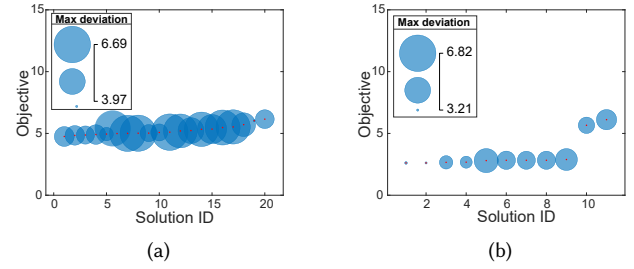 Max deviation
6.69
3.97
15
10
5
0
Objective
0 5 10 15 20
Solution ID
(a)
Max deviation
6.82
3.21
15
10
5
0
Objective
0 2 4 6 8 10
Solution ID
(b)